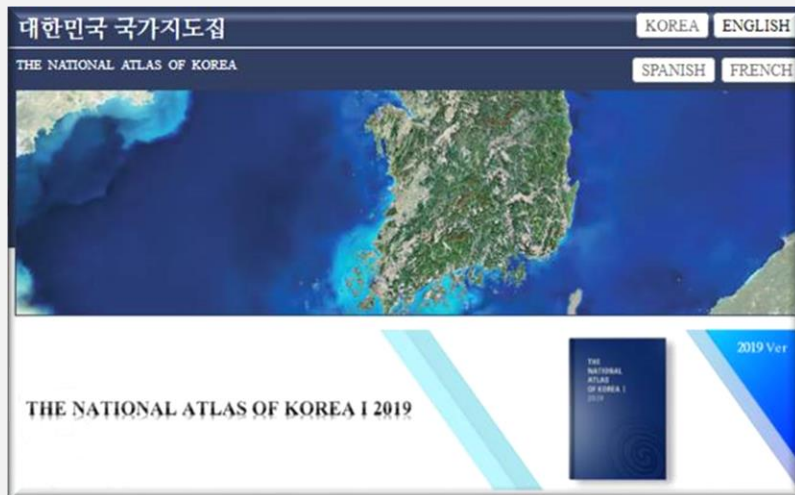 대한민국 국가지도집
KOREA ENGLISH
THE NATIONAL ATLAS OF KOREA
SPANISH FRENCH
2019 Ver
THE
NATIONAL
ATLAS
OF KOREA I
2019
THE NATIONAL ATLAS OF KOREA I 2019